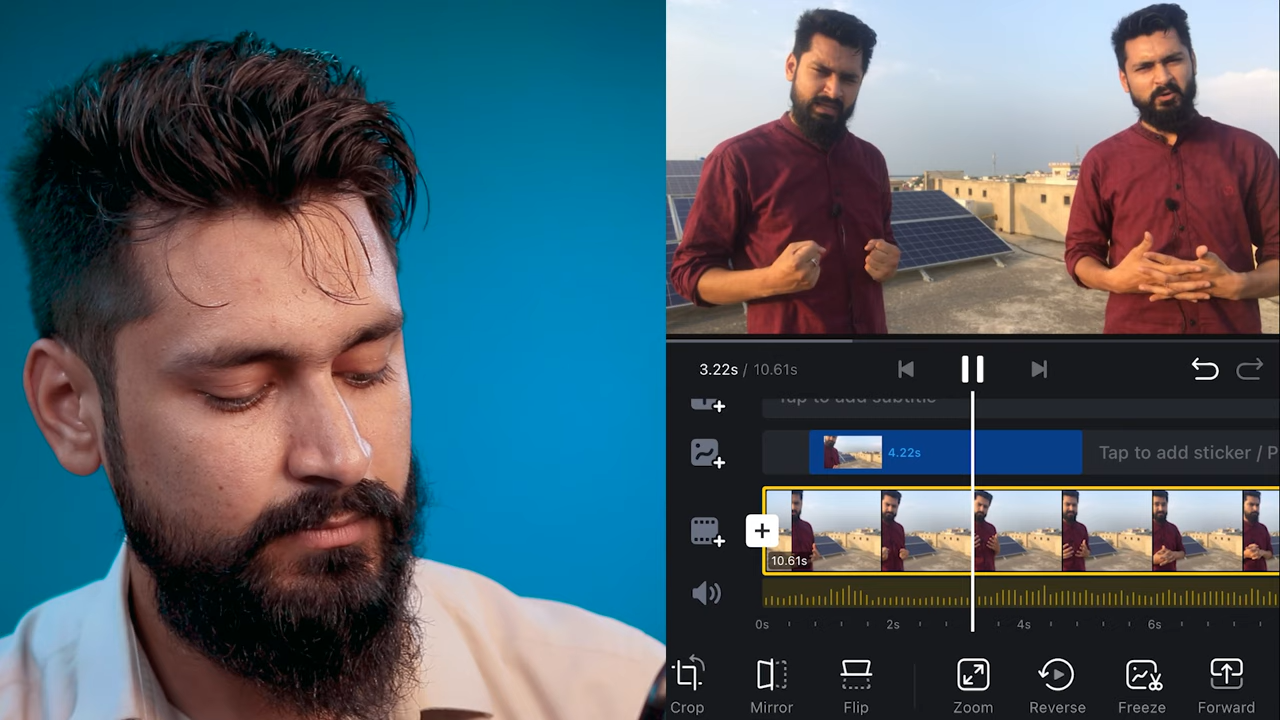 3.22s / 10.61s
Tap to add subtitle
4.22s
Tap to add sticker / P
10.61s
0s 2s 4s 6s
Crop Mirror Flip Zoom Reverse Freeze Forward